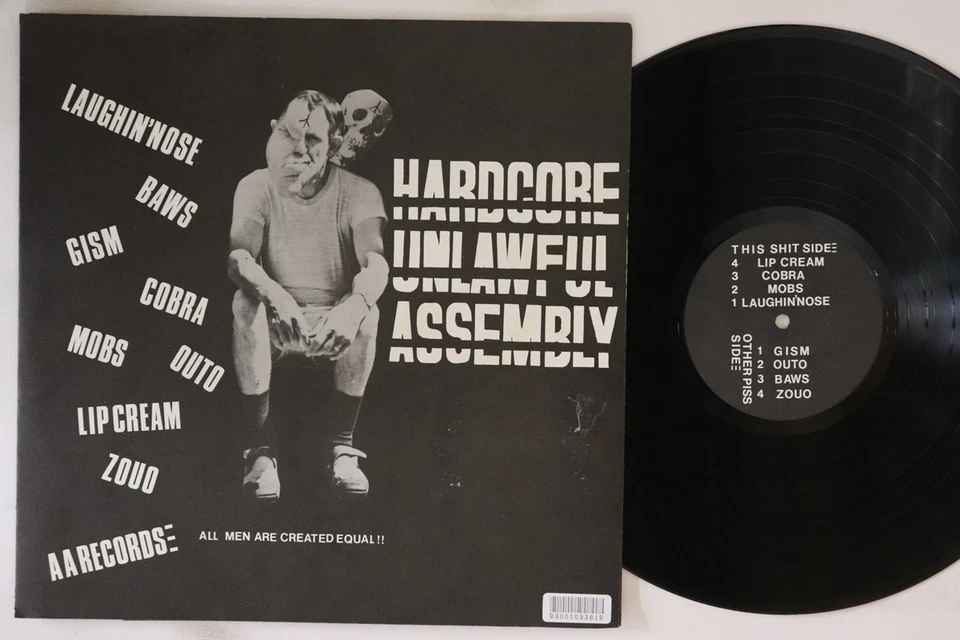 LAUGHIN'NOSE
BAWS
GISM
COBRA
MOBS
OUTO
LIP CREAM
ZOUO
AA RECORDS
HARDCORE
UNLAWFUL
ASSEMBLY
ALL MEN ARE CREATED EQUAL!!
b300105361b
THIS SHIT SIDE
4 LIP CREAM
3 COBRA
2 MOBS
1 LAUGHIN'NOSE
OTHER PISS
SIDE
1 GISM
2 OUTO
3 BAWS
4 ZOUO